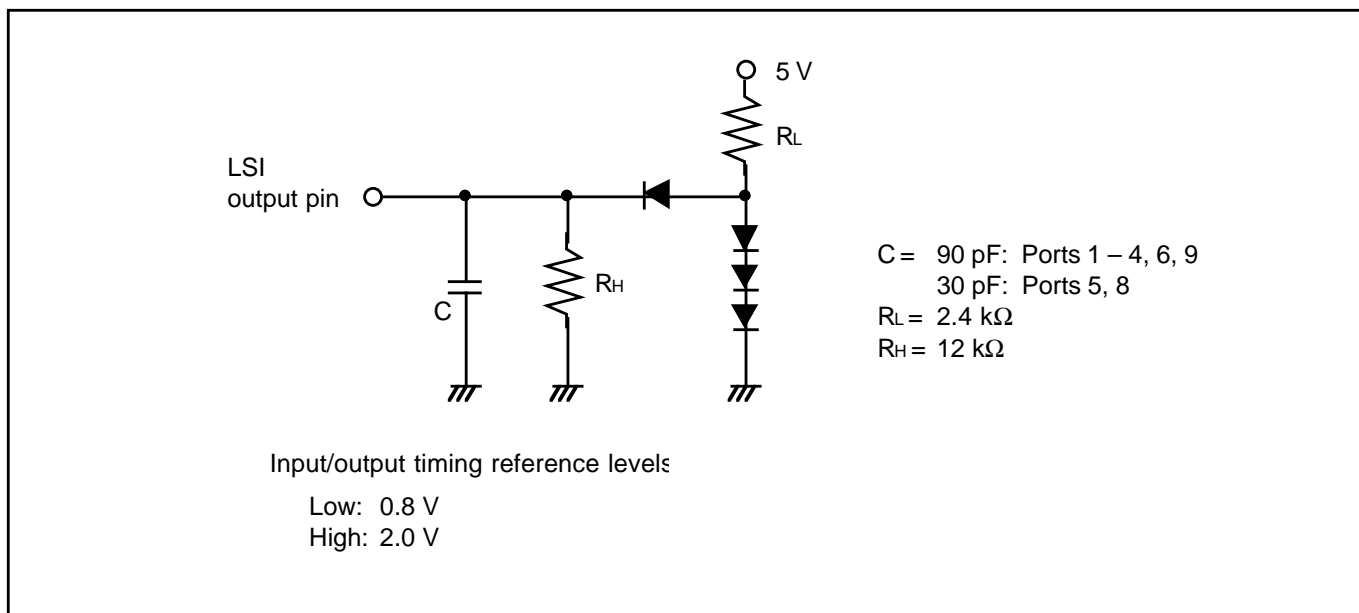 5 V
RL
LSI
output pin
RH
C
C = 90 pF: Ports 1 – 4, 6, 9
30 pF: Ports 5, 8
RL = 2.4 kΩ
RH = 12 kΩ
Input/output timing reference levels
Low: 0.8 V
High: 2.0 V